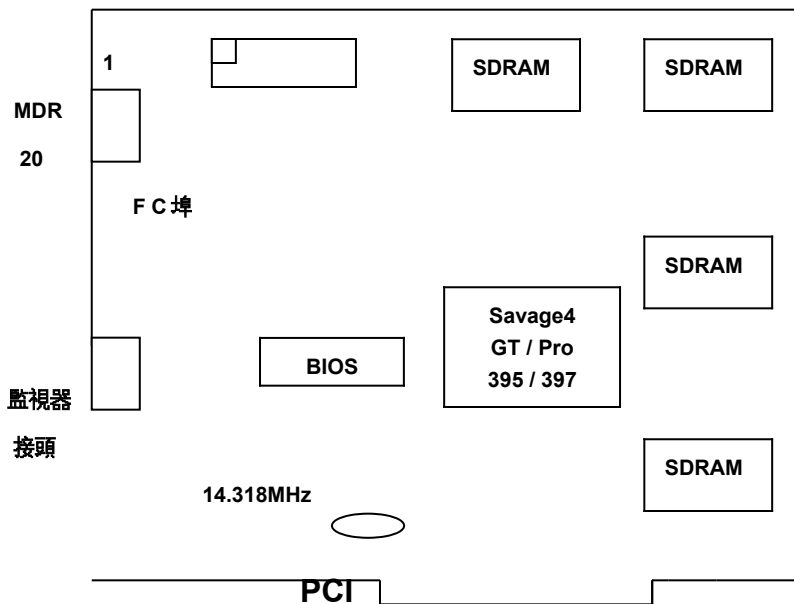 1
SDRAM
SDRAM
MDR
20
F C 埠
SDRAM
Savage4
GT / Pro
395 / 397
BIOS
監視器
接頭
SDRAM
14.318MHz
PCI